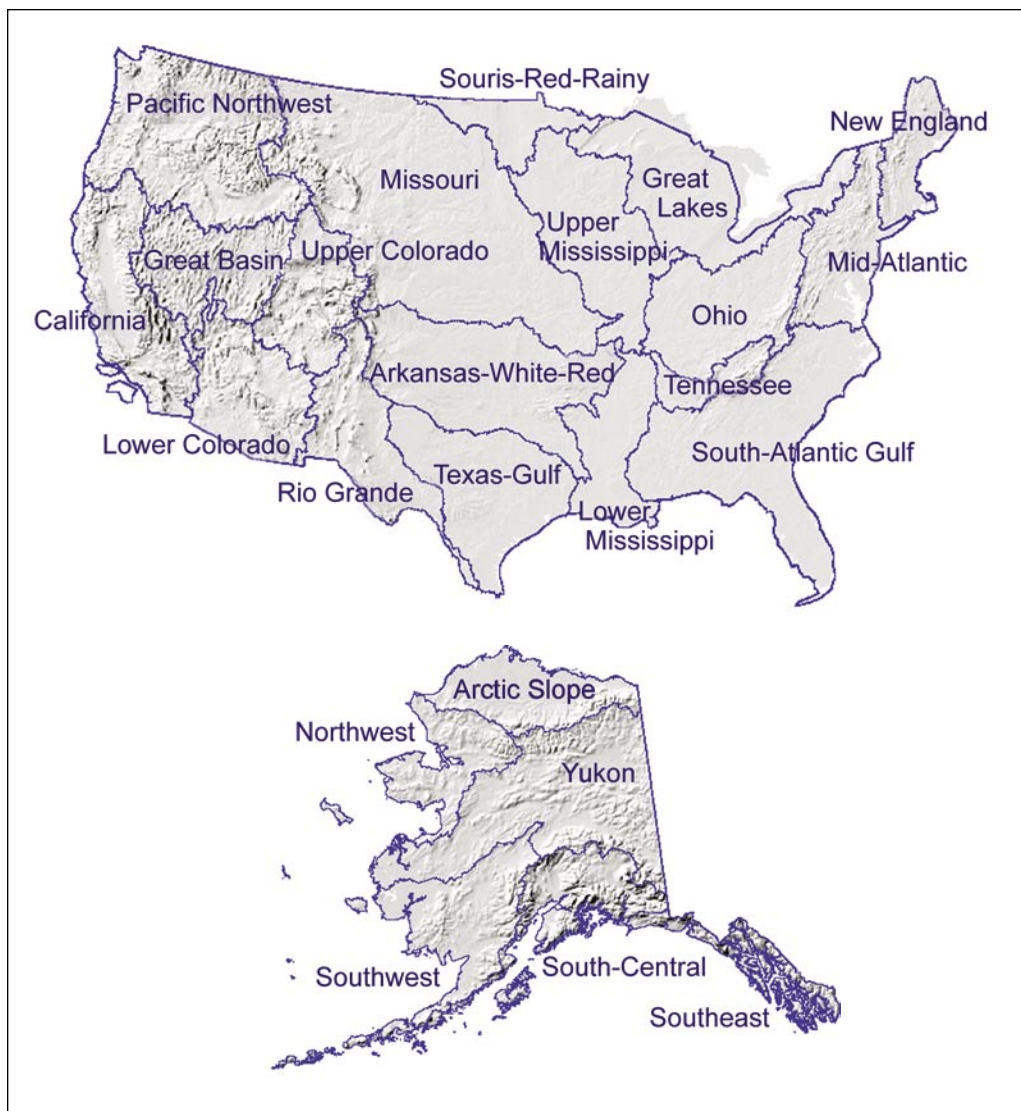 Souris-Red-Rainy
Pacific Northwest
New England
Missouri
Great
Lakes
Upper
Mississippi
Great Basin
Upper Colorado
Mid-Atlantic
California
Ohio
Arkansas-White-Red
Tennessee
Lower Colorado
South-Atlantic Gulf
Rio Grande
Texas-Gulf
Lower
Mississippi
Arctic Slope
Northwest
Yukon
Southwest
South-Central
Southeast